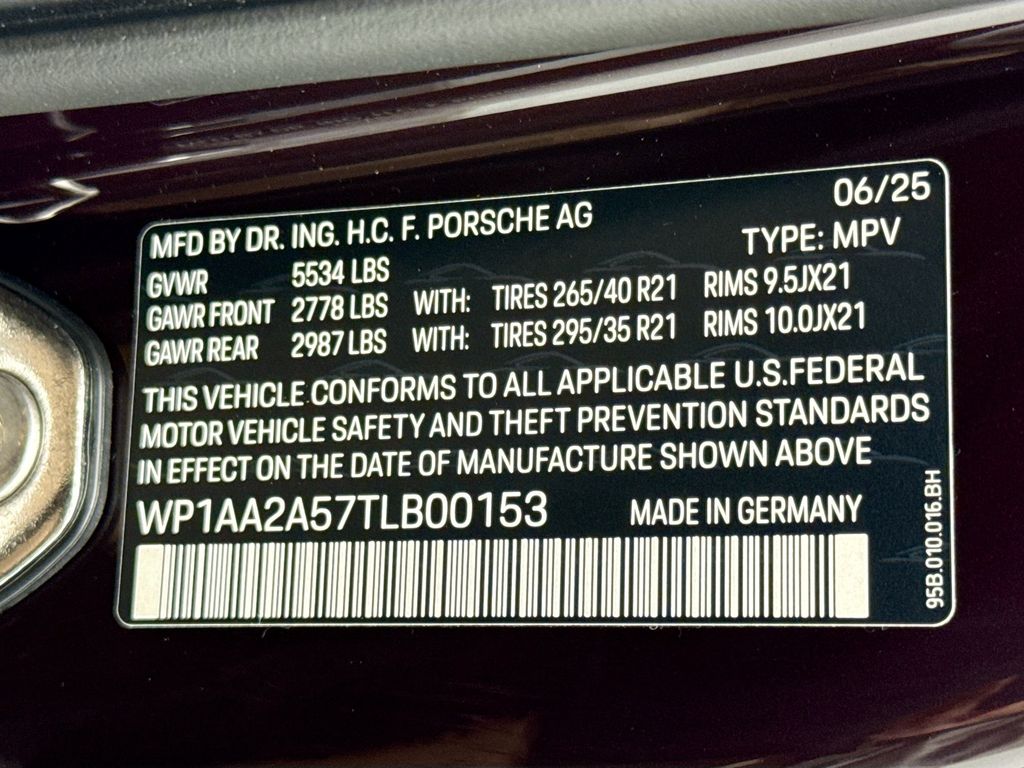 06/25
MFD BY DR. ING. H.C. F. PORSCHE AG
TYPE: MPV
GVWR 5534 LBS
GAWR FRONT 2778 LBS WITH: TIRES 265/40 R21 RIMS 9.5JX21
GAWR REAR 2987 LBS WITH: TIRES 295/35 R21 RIMS 10.0JX21
THIS VEHICLE CONFORMS TO ALL APPLICABLE U.S.FEDERAL
MOTOR VEHICLE SAFETY AND THEFT PREVENTION STANDARDS
IN EFFECT ON THE DATE OF MANUFACTURE SHOWN ABOVE
WP1AA2A57TLB00153 MADE IN GERMANY
95B.010.016.BH